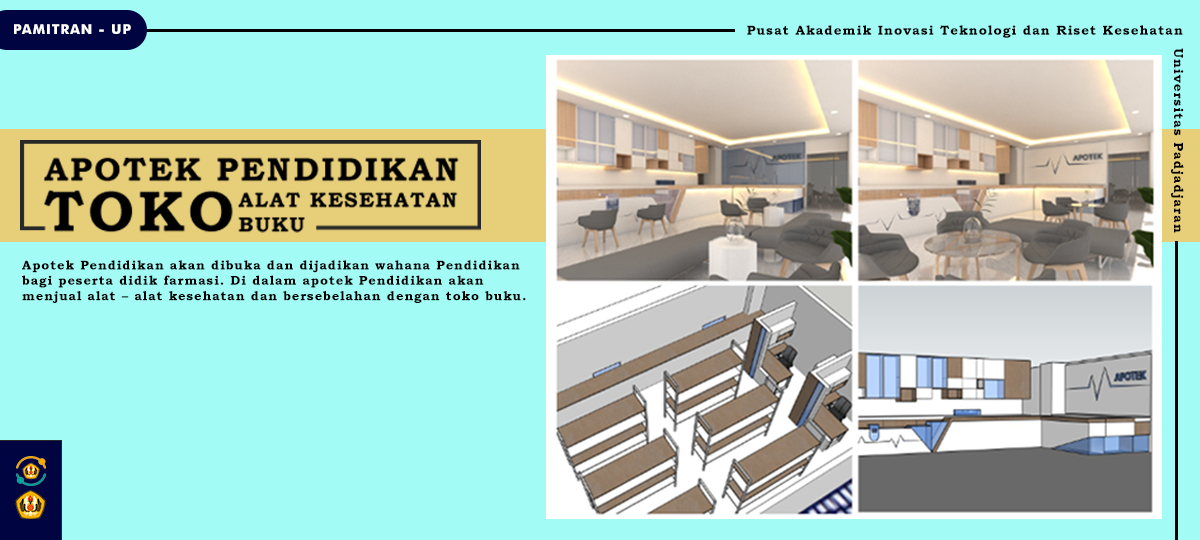 PAMITRAN - UP
Pusat Akademik Inovasi Teknologi dan Riset Kesehatan
Universitas Padjadjaran
APOTEK PENDIDIKAN
TOKO ALAT KESEHATAN
BUKU
Apotek Pendidikan akan dibuka dan dijadikan wahana Pendidikan
bagi peserta didik farmasi. Di dalam apotek Pendidikan akan
menjual alat – alat kesehatan dan bersebelahan dengan toko buku.
APOTEK
APOTEK
APOTEK